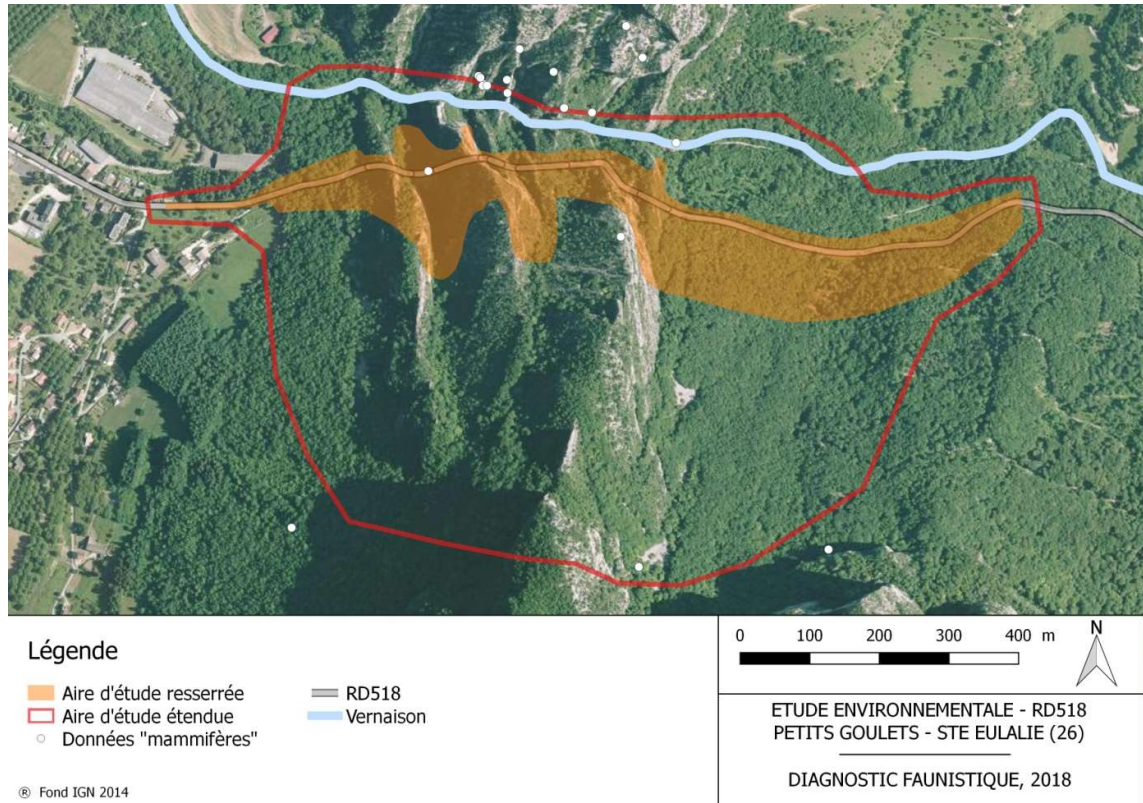 Légende
Aire d'étude resserrée
Aire d'étude étendue
Données "mammifères"
RD518
Vernaison
® Fond IGN 2014
0 100 200 300 400 m
N
ETUDE ENVIRONNEMENTALE - RD518
PETITS GOULETS - STE EULALIE (26)
DIAGNOSTIC FAUNISTIQUE, 2018